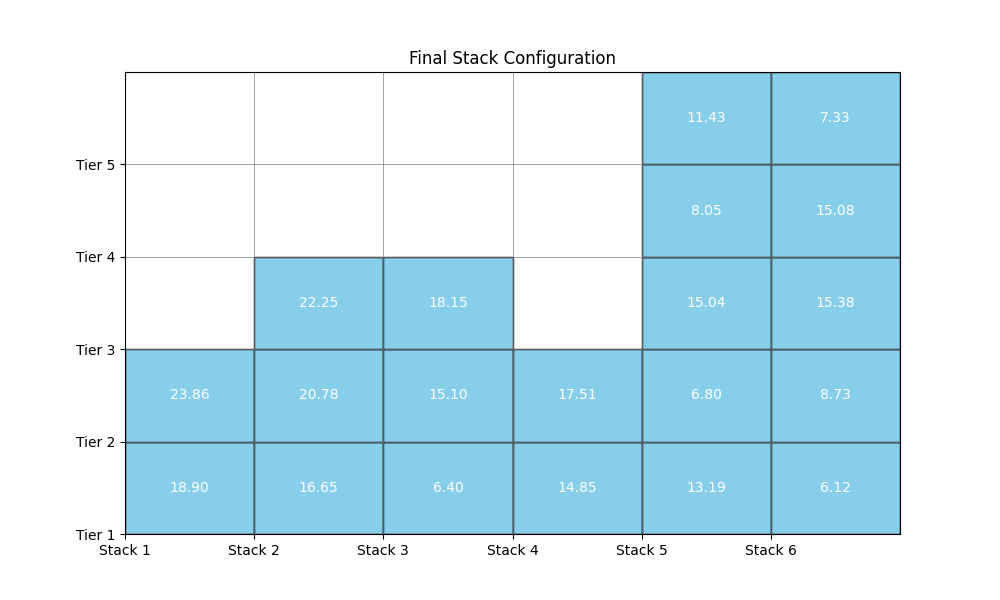 Final Stack Configuration
11.43 7.33
Tier 5
8.05 15.08
Tier 4
22.25 18.15 15.04 15.38
Tier 3
23.86 20.78 15.10 17.51 6.80 8.73
Tier 2
18.90 16.65 6.40 14.85 13.19 6.12
Tier 1
Stack 1 Stack 2 Stack 3 Stack 4 Stack 5 Stack 6